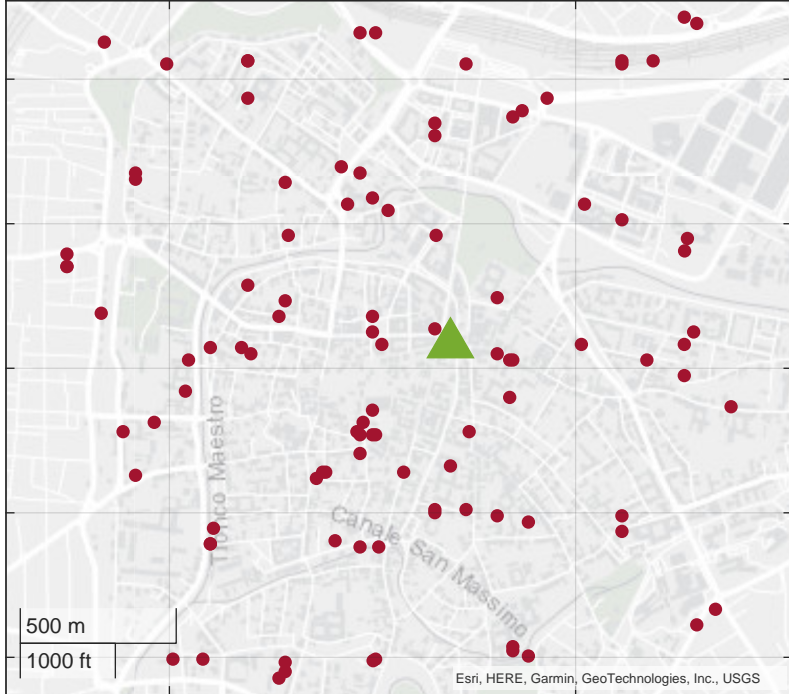 Tronco Maestro
Canale San Massimo
500 m
1000 ft
Esri, HERE, Garmin, GeoTechnologies, Inc., USGS